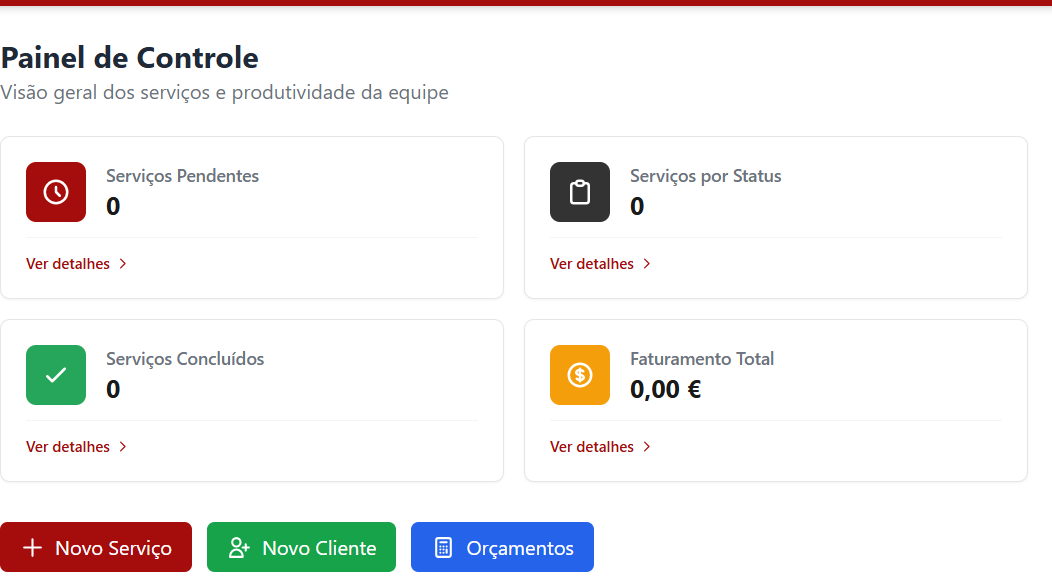 Painel de Controle
Visão geral dos serviços e produtividade da equipe
Serviços Pendentes
0
Ver detalhes
Serviços por Status
0
Ver detalhes
Serviços Concluídos
0
Ver detalhes
Faturamento Total
0,00 €
Ver detalhes
Novo Serviço
Novo Cliente
Orçamentos